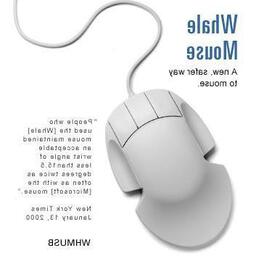 Whale
Mouse
A new, safer way
to mouse.
"People who
used the [Whale]
mouse maintained
an acceptable
wrist angle of
less than 15.5
degrees twice
as often as with the
[Microsoft] mouse."
New York Times
January 13, 2000
WHMUSB